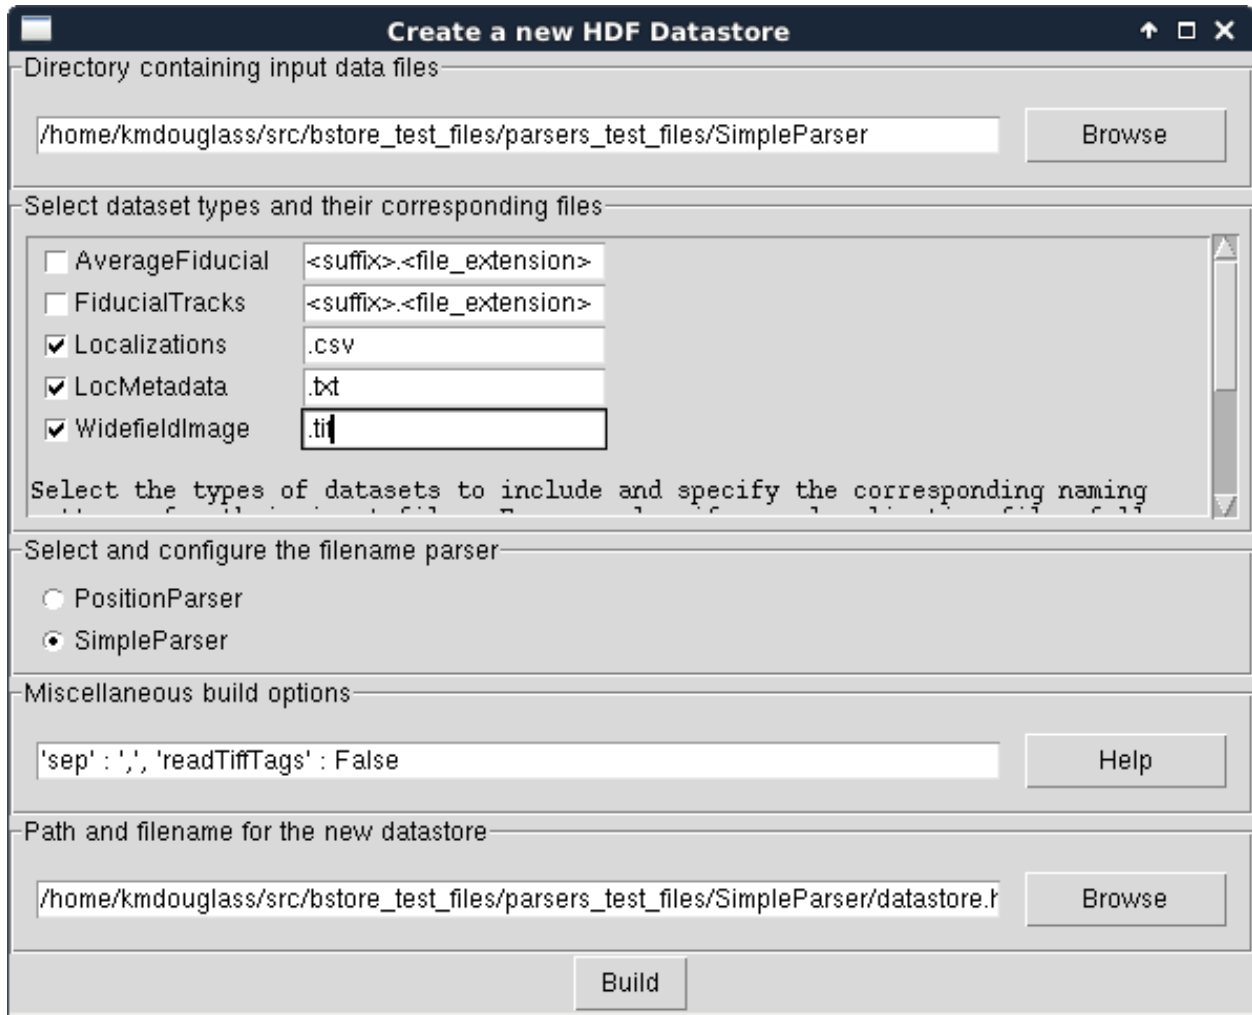 Create a new HDF Datastore
Directory containing input data files
/home/kmdouglass/src/bstore_test_files/parsers_test_files/SimpleParser
Browse
Select dataset types and their corresponding files
AverageFiducial
<suffix>.<file_extension>
FiducialTracks
<suffix>.<file_extension>
Localizations
.csv
LocMetadata
.txt
WidefieldImage
.tif
Select the types of datasets to include and specify the corresponding naming
Select and configure the filename parser
PositionParser
SimpleParser
Miscellaneous build options
'sep' : ',', 'readTiffTags' : False
Help
Path and filename for the new datastore
/home/kmdouglass/src/bstore_test_files/parsers_test_files/SimpleParser/datastore.h
Browse
Build